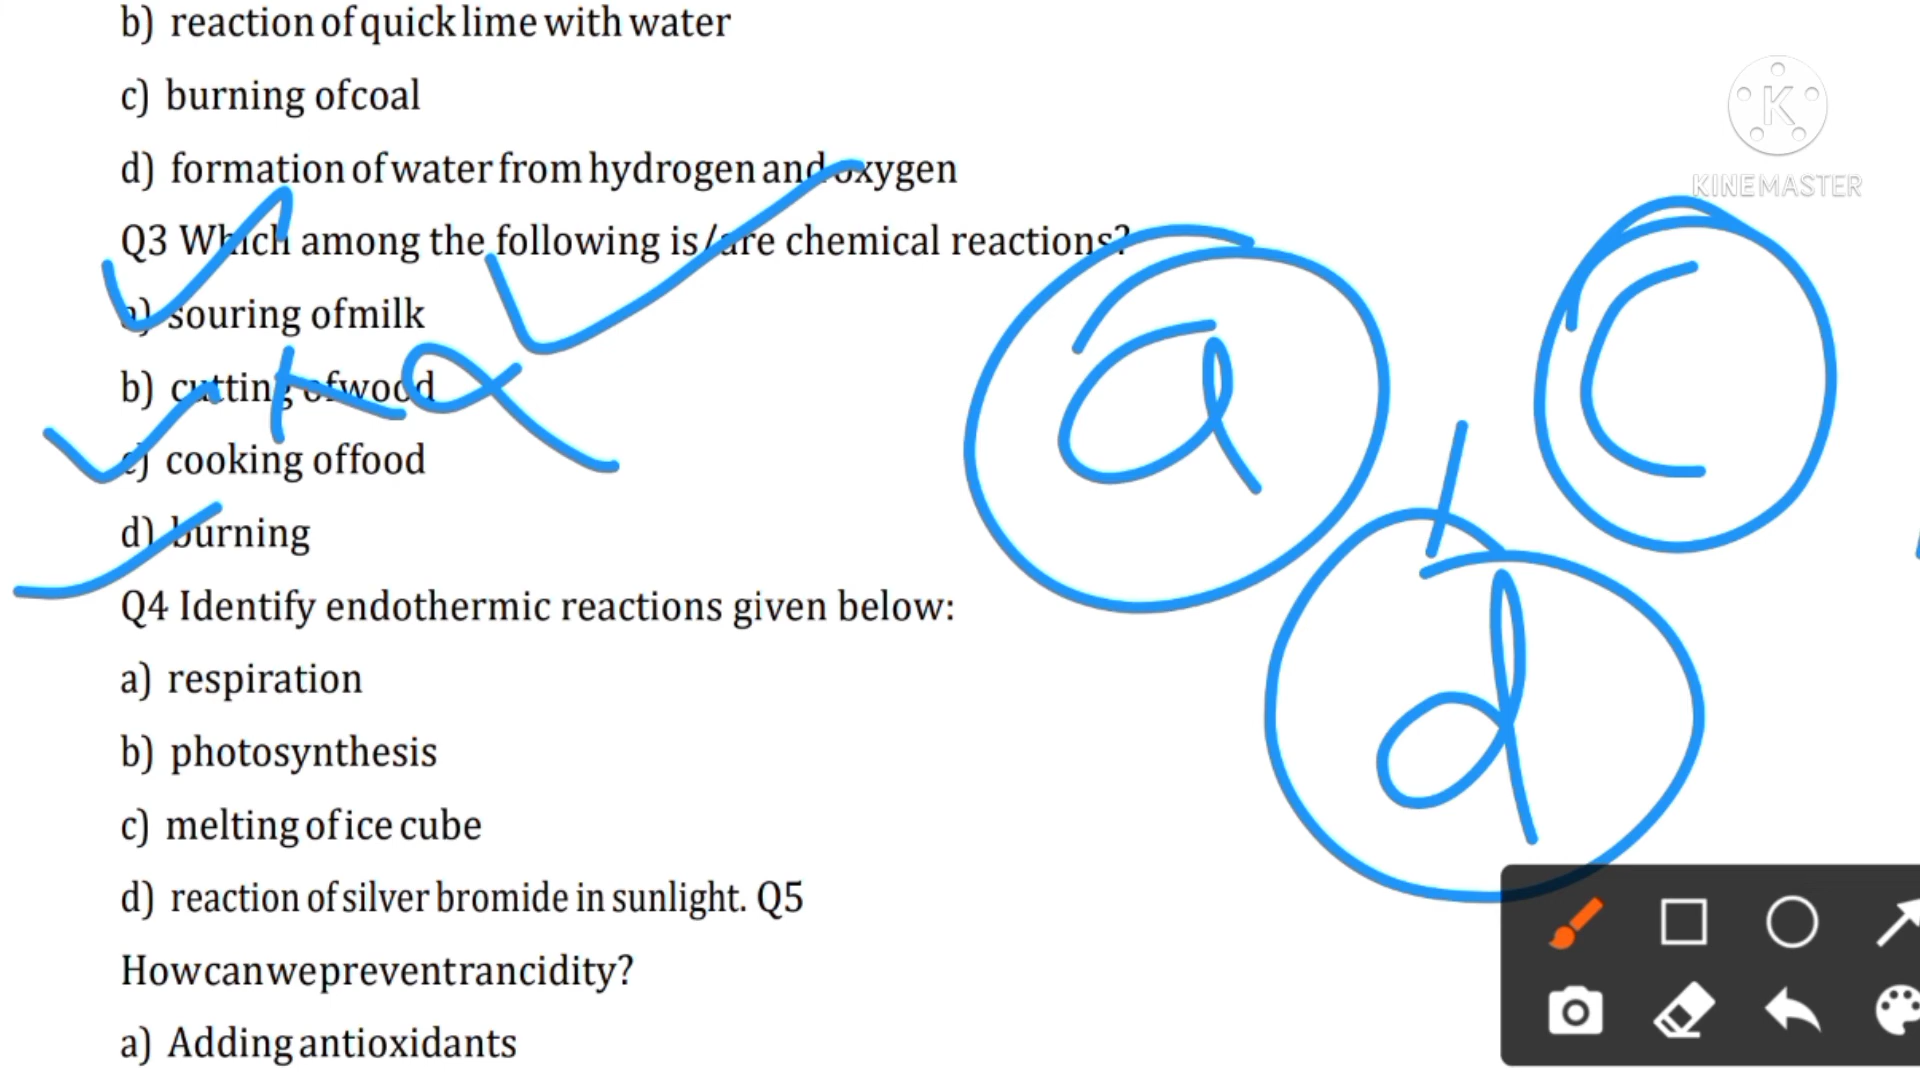 b) reaction of quick lime with water
c) burning ofcoal
d) formation of water from hydrogen and oxygen
Q3 Which among the following is/are chemical reactions?
a) souring ofmilk
b) cutting ofwood
c) cooking offood
d) burning
Q4 Identify endothermic reactions given below:
a) respiration
b) photosynthesis
c) melting of ice cube
d) reaction of silver bromide in sunlight. Q5
Howcanwepreventrancidity?
a) Adding antioxidants
a, c
d
K
KINEMASTER